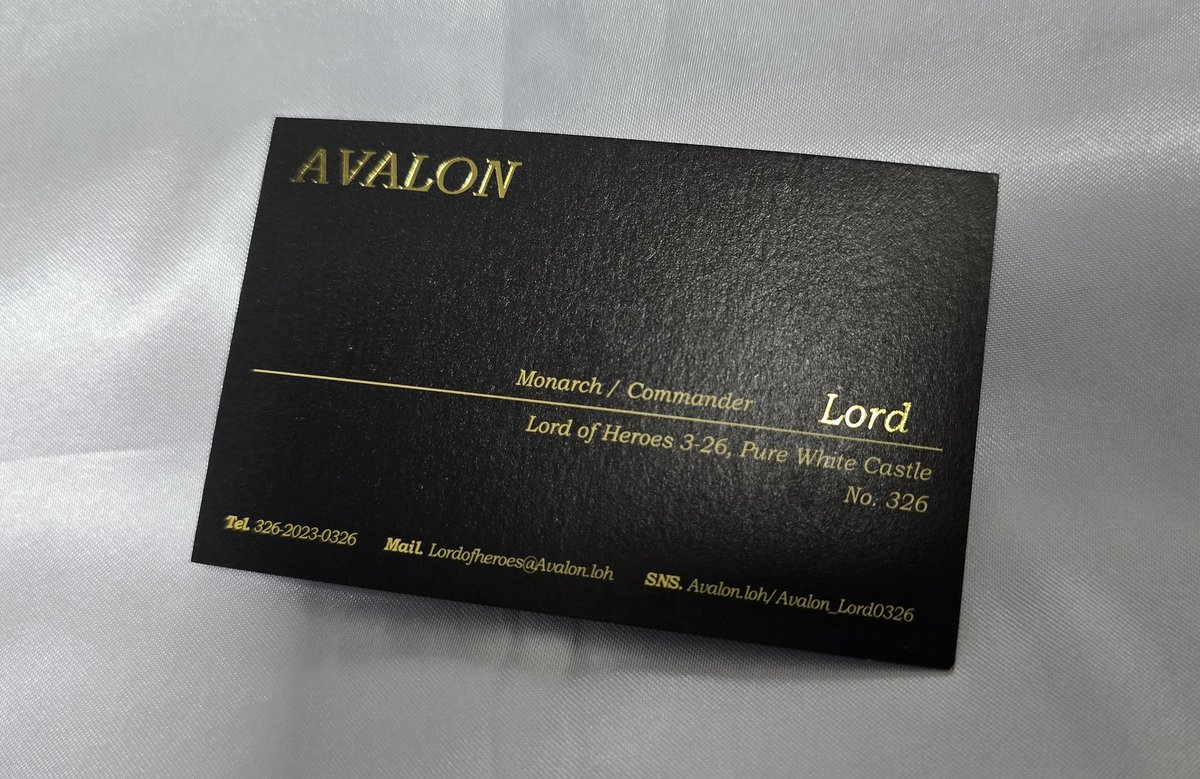 AVALON
Monarch / Commander Lord
Lord of Heroes 3-26, Pure White Castle
No. 326
Tel. 326-2023-0326 Mail. Lordofheroes@Avalon.loh SNS. Avalon.loh/Avalon_Lord0326